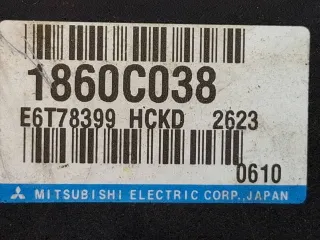 1860C038
E6T78399 HCKD 2623
0610
MITSUBISHI ELECTRIC CORP., JAPAN